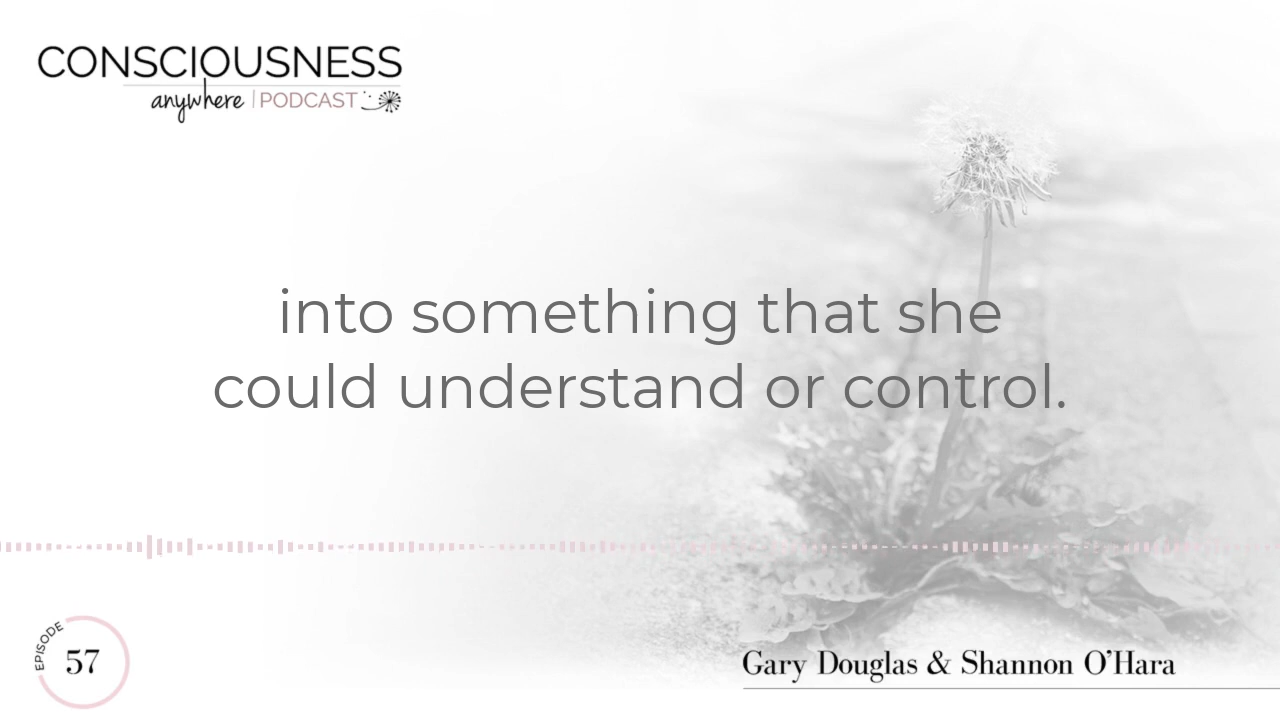 CONSCIOUSNESS
anywhere | PODCAST
into something that she
could understand or control.
EPISODE
57
Gary Douglas & Shannon O'Hara